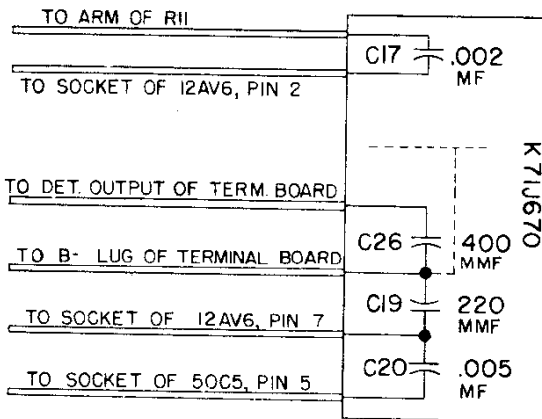 TO ARM OF R11
C17 .002
MF
TO SOCKET OF 12AV6, PIN 2
K71J670
TO DET. OUTPUT OF TERM. BOARD
C26 400
MMF
TO B- LUG OF TERMINAL BOARD
C19 220
MMF
TO SOCKET OF 12AV6, PIN 7
C20 .005
MF
TO SOCKET OF 50C5, PIN 5